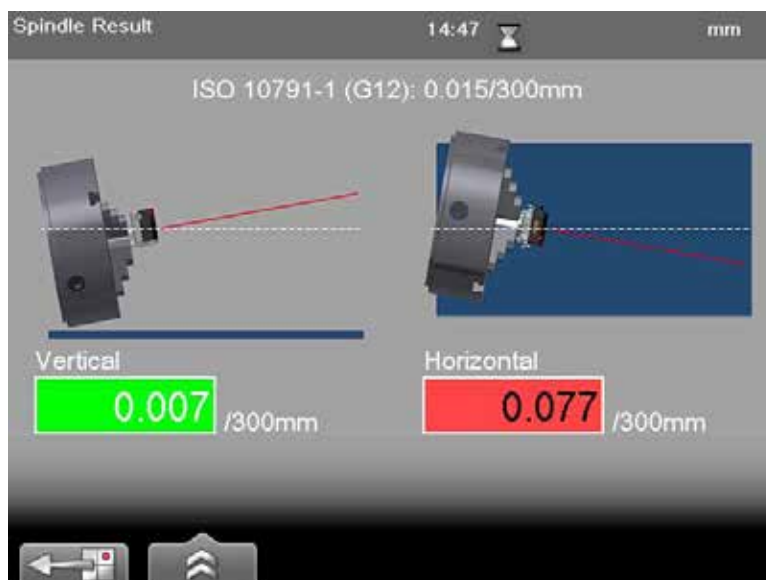 Spindle Result 14:47 mm
ISO 10791-1 (G12): 0.015/300mm
Vertical Horizontal
0.007 /300mm 0.077 /300mm